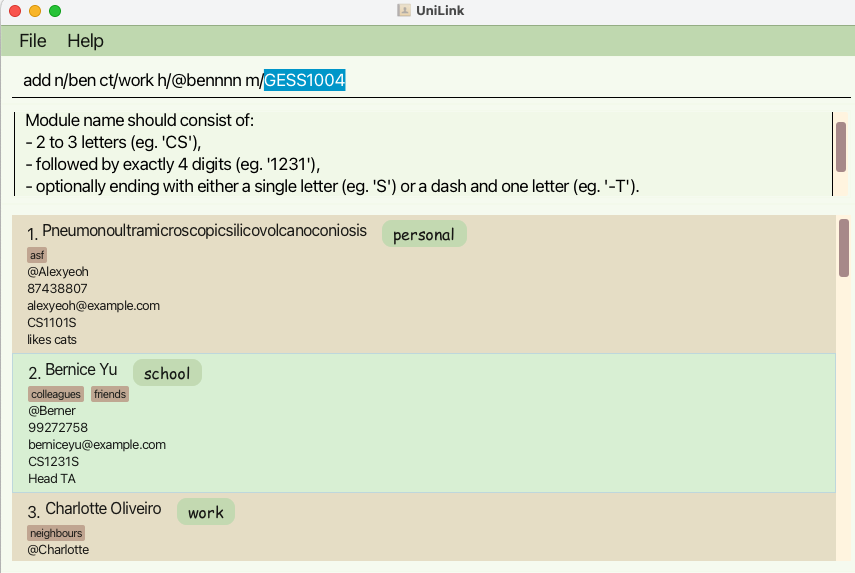 UniLink
File Help
add n/ben ct/work h/@bennnn m/GESS1004
Module name should consist of:
- 2 to 3 letters (eg. 'CS'),
- followed by exactly 4 digits (eg. '1231'),
- optionally ending with either a single letter (eg. 'S') or a dash and one letter (eg. '-T').
1. Pneumonoultramicroscopicsilicovolcanoconiosis personal
asf
@Alexyeoh
87438807
alexyeoh@example.com
CS1101S
likes cats
2. Bernice Yu school
colleagues friends
@Berner
99272758
berniceyu@example.com
CS1231S
Head TA
3. Charlotte Oliveiro work
neighbours
@Charlotte